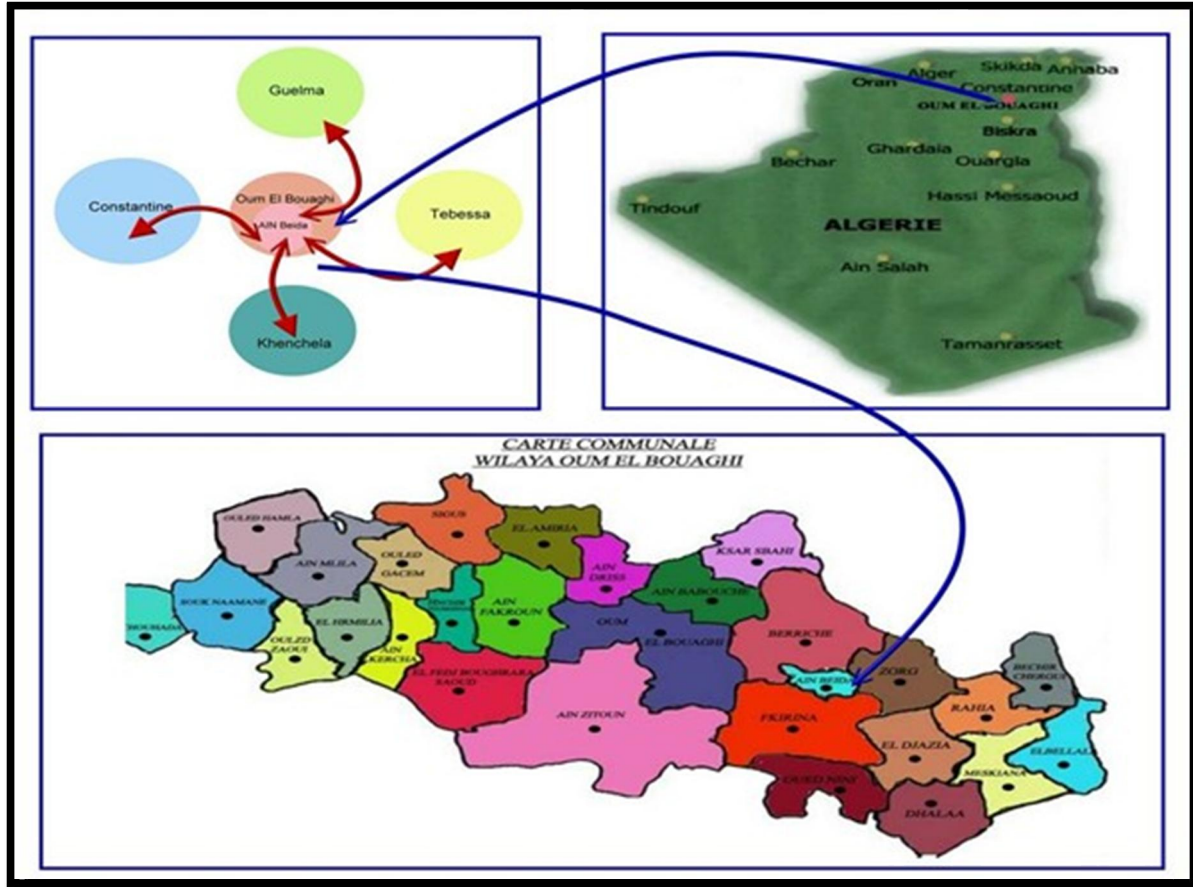 Guelma
Constantine
Oum El Bouaghi
AIN Beida
Tebessa
Khenchela
Alger
Skikda
Annaba
Oran
Constantine
OUM EL BOUAGHI
Biskra
Ghardaia
Bechar
Ouargla
Hassi Messaoud
Tindouf
ALGERIE
Ain Salah
Tamanrasset
CARTE COMMUNALE
WILAYA OUM EL BOUAGHI
OULED HAMLA
SIGUS
EL AMIRIA
AIN MLILA
OULED
GACEM
KSAR SBAHI
AIN
DRISS
AIN BABOUCHE
SOUK NAAMANE
AIN
FAKROUN
EL HRMILIA
OULZD
ZAOUI
AIN
KERCHA
OUM
EL BOUAGHI
BERRICHE
EL FEDJ BOUGHRARA
SAOUD
AIN BEIDA
ZORG
BECHIR
CHERGUI
RAHIA
AIN ZITOUN
FKIRINA
EL DJAZIA
ELBELLALA
MESKIANA
OUED NINI
DHALAA